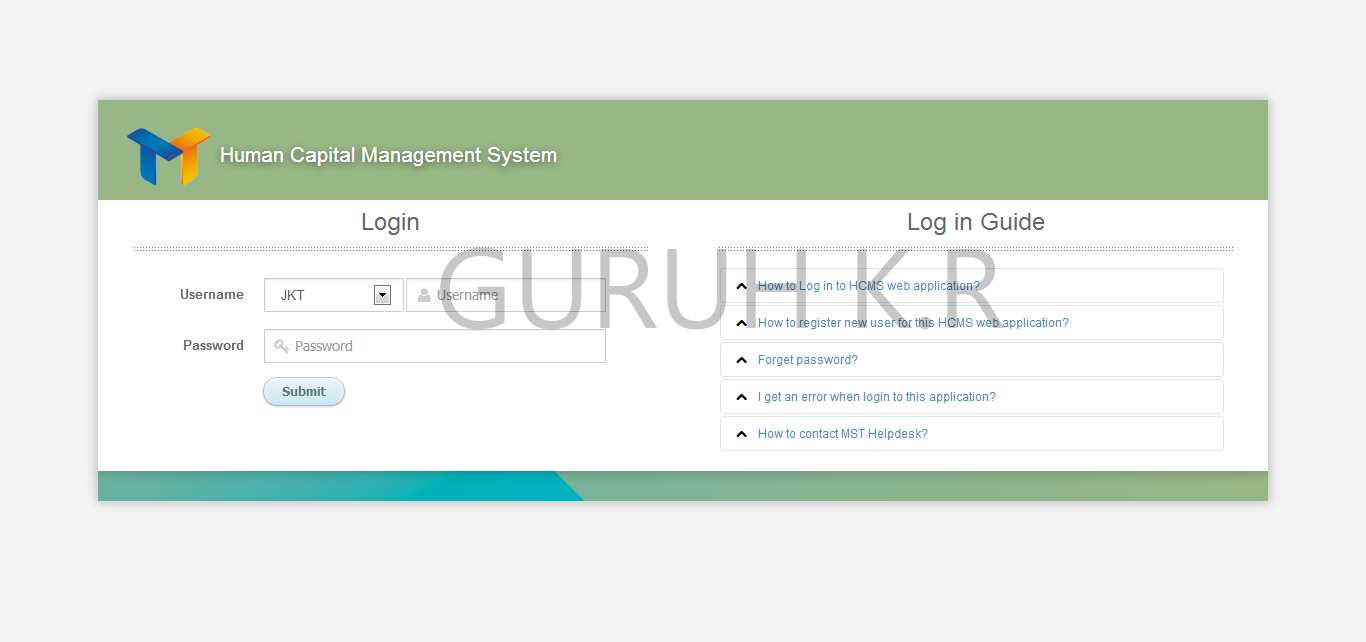 Human Capital Management System
Login
Username
JKT
Username
Password
Password
Submit
Log in Guide
How to Log in to HCMS web application?
How to register new user for this HCMS web application?
Forget password?
I get an error when login to this application?
How to contact MST Helpdesk?
GURUH K.R